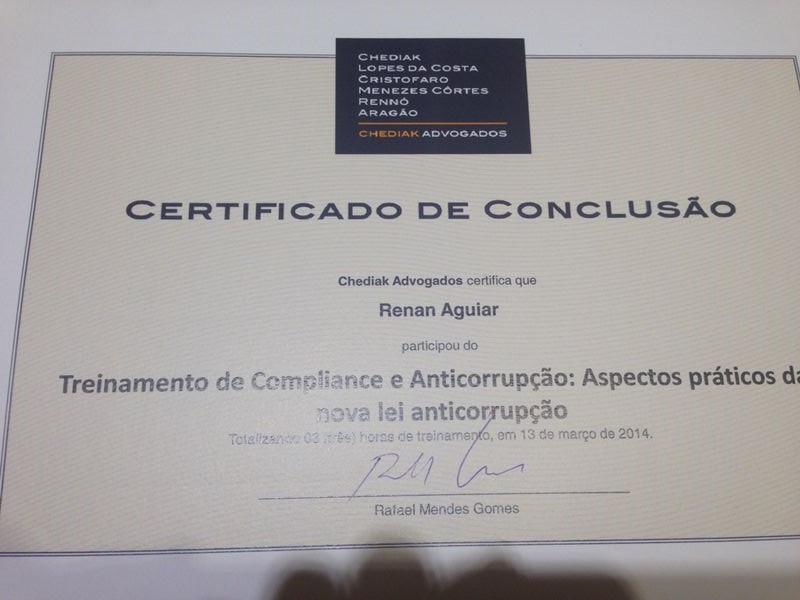 CHEDIAK
LOPES DA COSTA
CRISTOFARO
MENEZES CÔRTES
RENNÓ
ARAGÃO
CHEDIAK ADVOGADOS
CERTIFICADO DE CONCLUSÃO
Chediak Advogados certifica que
Renan Aguiar
participou do
Treinamento de Compliance e Anticorrupção: Aspectos práticos da
nova lei anticorrupção
Totalizando 03 (três) horas de treinamento, em 13 de março de 2014.
Rafael Mendes Gomes